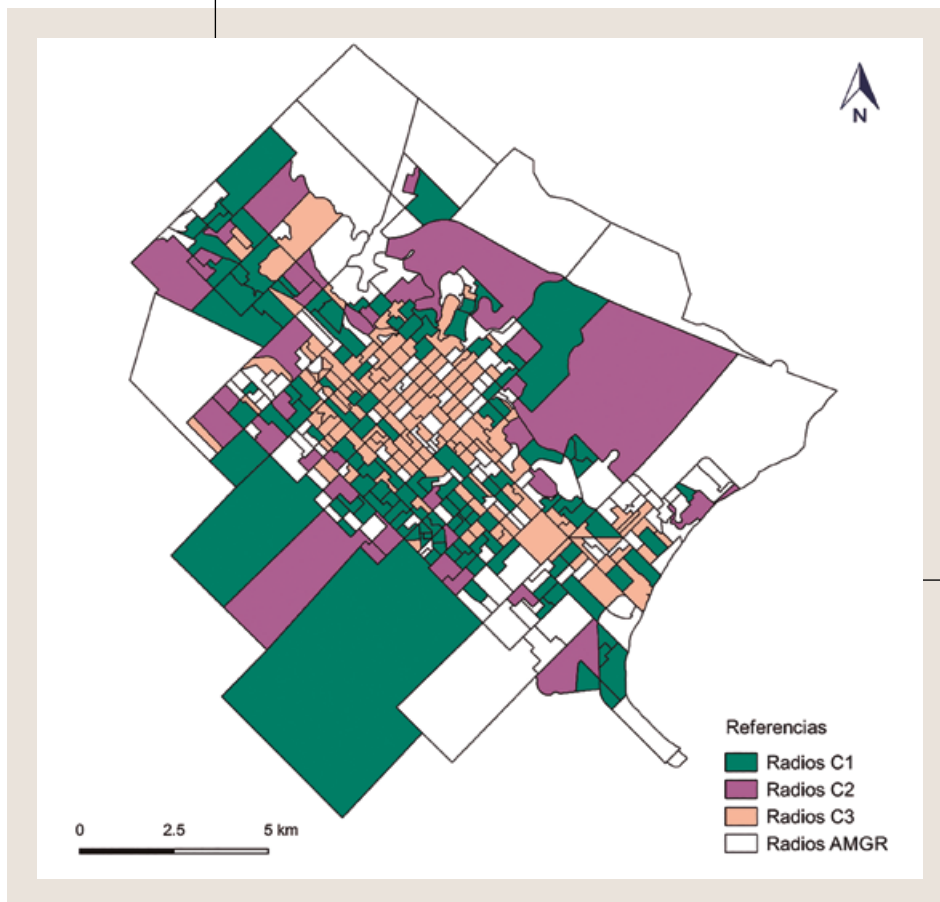 N
Referencias
Radios C1
Radios C2
Radios C3
Radios AMGR
0 2.5 5 km